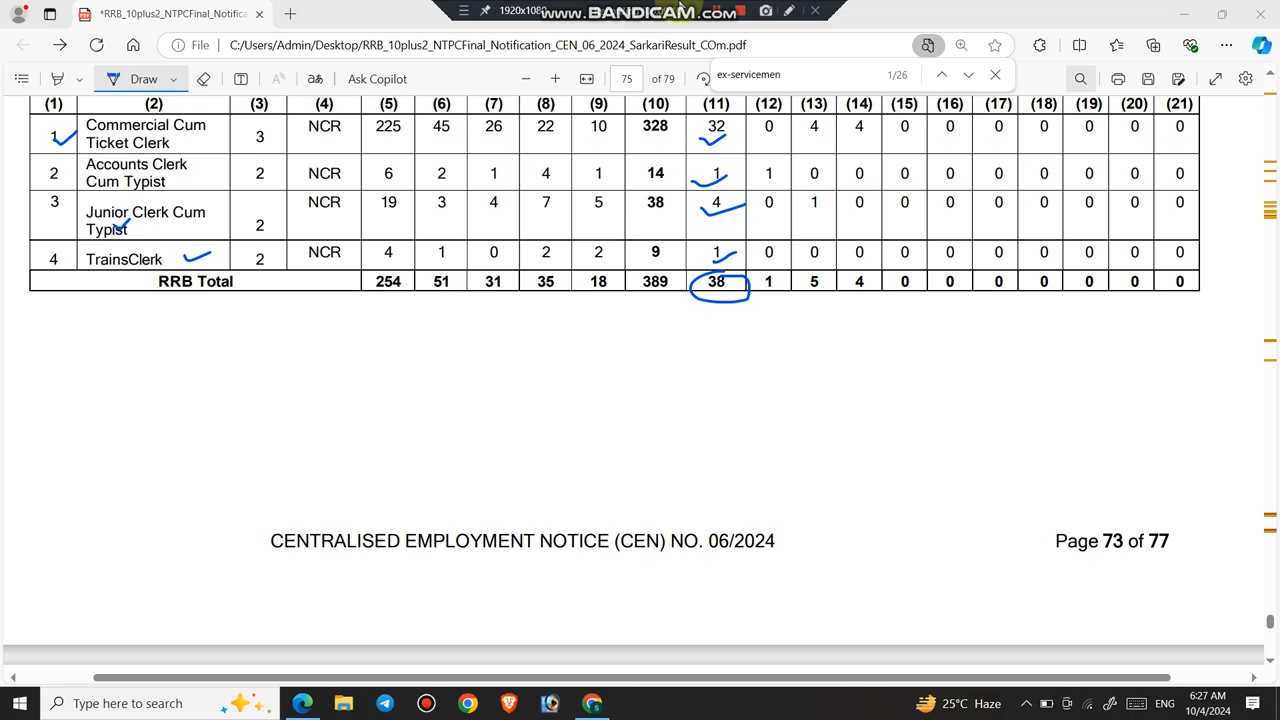 1920x1080
www.BANDICAM.com
*RRB_10plus2_NTPCFinal_Notifica
File
C:/Users/Admin/Desktop/RRB_10plus2_NTPCFinal_Notification_CEN_06_2024_SarkariResult_COm.pdf
Draw
Ask Copilot
75 of 79
ex-servicemen
1/26
(1) (2) (3) (4) (5) (6) (7) (8) (9) (10) (11) (12) (13) (14) (15) (16) (17) (18) (19) (20) (21)
1 Commercial Cum Ticket Clerk 3 NCR 225 45 26 22 10 328 32 0 4 4 0 0 0 0 0 0 0
2 Accounts Clerk Cum Typist 2 NCR 6 2 1 4 1 14 1 1 0 0 0 0 0 0 0 0 0
3 Junior Clerk Cum Typist 2 NCR 19 3 4 7 5 38 4 0 1 0 0 0 0 0 0 0 0
4 TrainsClerk 2 NCR 4 1 0 2 2 9 1 0 0 0 0 0 0 0 0 0 0
RRB Total 254 51 31 35 18 389 38 1 5 4 0 0 0 0 0 0 0
CENTRALISED EMPLOYMENT NOTICE (CEN) NO. 06/2024
Page 73 of 77
Type here to search
25°C Haze
ENG
6:27 AM
10/4/2024